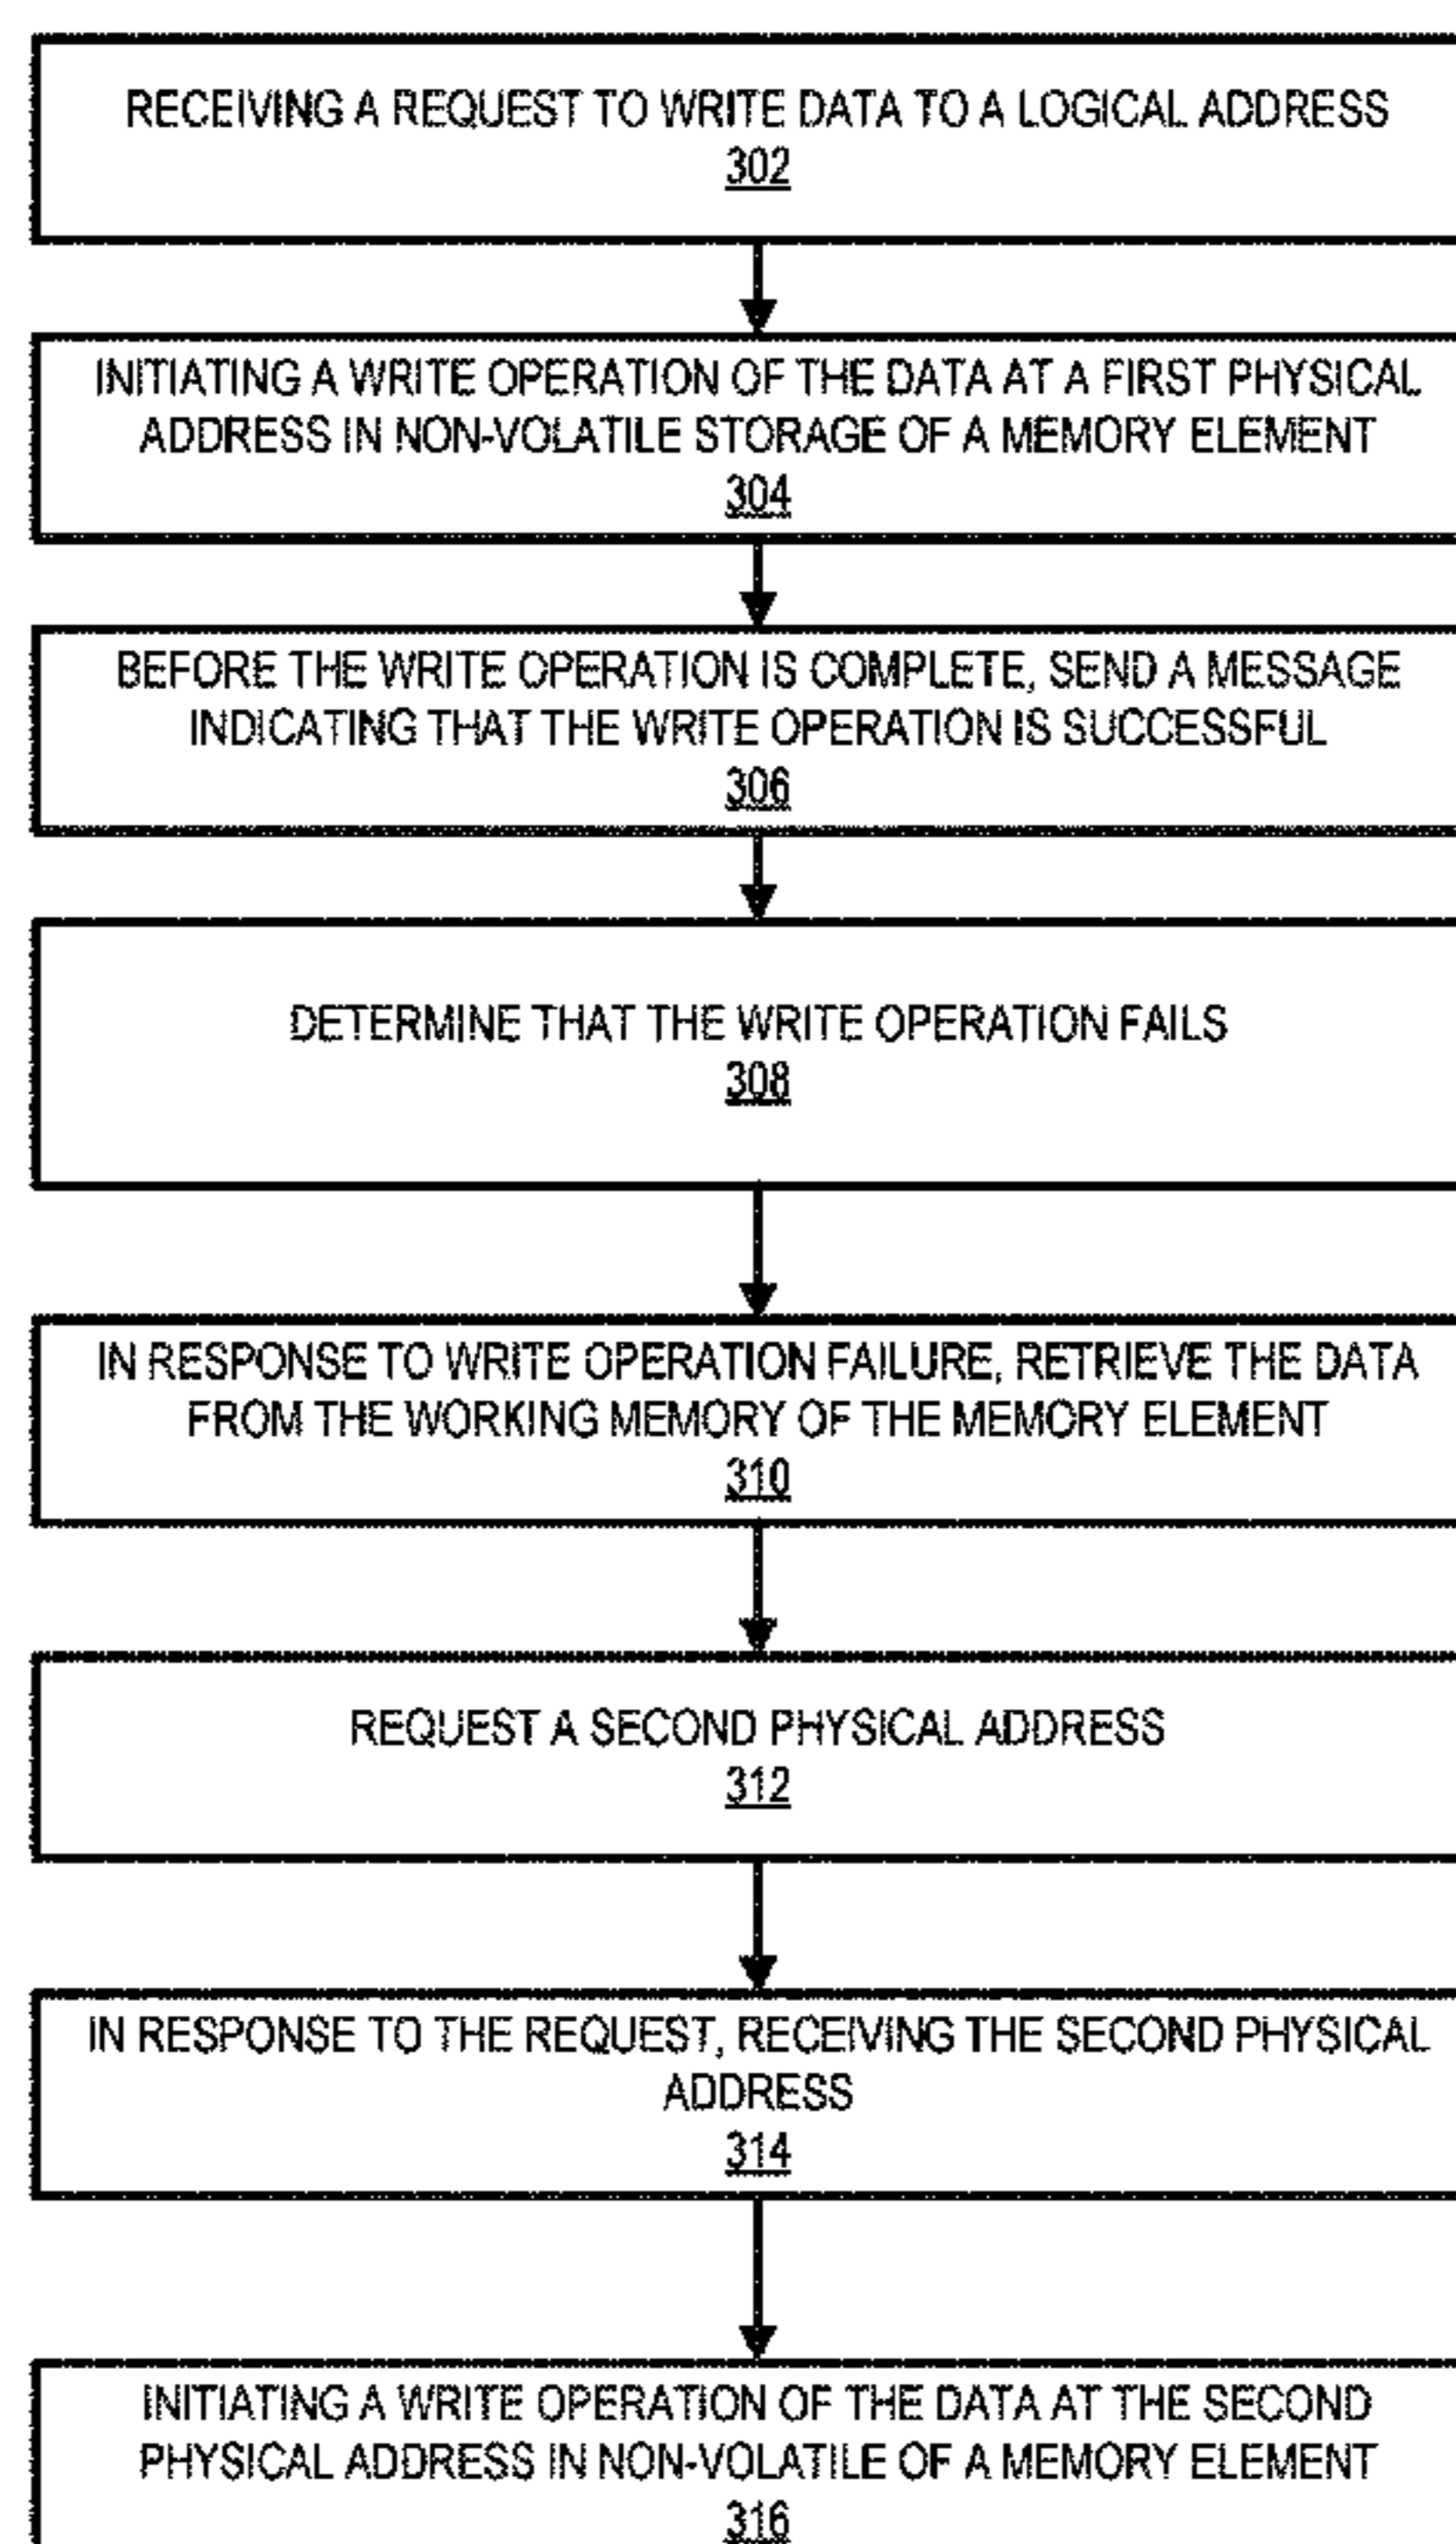 RECEIVING A REQUEST TO WRITE DATA TO A LOGICAL ADDRESS
302
INITIATING A WRITE OPERATION OF THE DATA AT A FIRST PHYSICAL
ADDRESS IN NON-VOLATILE STORAGE OF A MEMORY ELEMENT
304
BEFORE THE WRITE OPERATION IS COMPLETE, SEND A MESSAGE
INDICATING THAT THE WRITE OPERATION IS SUCCESSFUL
306
DETERMINE THAT THE WRITE OPERATION FAILS
308
IN RESPONSE TO WRITE OPERATION FAILURE, RETRIEVE THE DATA
FROM THE WORKING MEMORY OF THE MEMORY ELEMENT
310
REQUEST A SECOND PHYSICAL ADDRESS
312
IN RESPONSE TO THE REQUEST, RECEIVING THE SECOND PHYSICAL
ADDRESS
314
INITIATING A WRITE OPERATION OF THE DATA AT THE SECOND
PHYSICAL ADDRESS IN NON-VOLATILE OF A MEMORY ELEMENT
316